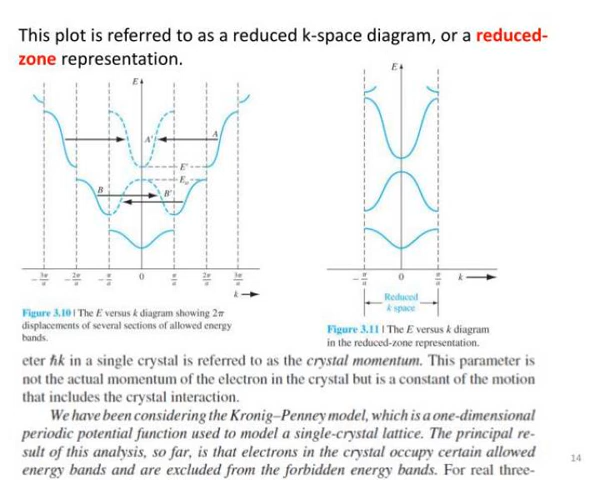 This plot is referred to as a reduced k-space diagram, or a reduced-
zone representation.
E
A'
A
E'
B
B'
0
k
Figure 3.10 | The E versus k diagram showing 2π
displacements of several sections of allowed energy
bands.
E
0
k
Reduced
k space
Figure 3.11 | The E versus k diagram
in the reduced-zone representation.
eter ħk in a single crystal is referred to as the crystal momentum. This parameter is
not the actual momentum of the electron in the crystal but is a constant of the motion
that includes the crystal interaction.
We have been considering the Kronig–Penney model, which is a one-dimensional
periodic potential function used to model a single-crystal lattice. The principal re-
sult of this analysis, so far, is that electrons in the crystal occupy certain allowed
energy bands and are excluded from the forbidden energy bands. For real three-
14